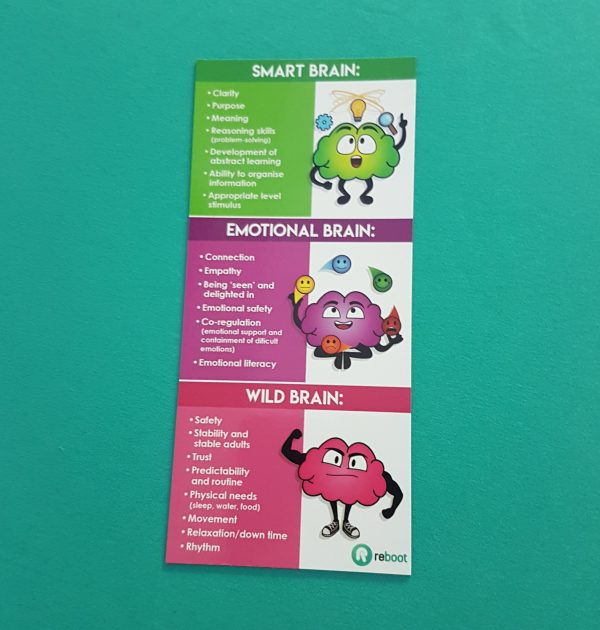 SMART BRAIN:
• Clarity
• Purpose
• Meaning
• Reasoning skills
(problem-solving)
• Development of
abstract learning
• Ability to organise
information
• Appropriate level
stimulus
EMOTIONAL BRAIN:
• Connection
• Empathy
• Being 'seen' and
delighted in
• Emotional safety
• Co-regulation
(emotional support and
containment of dificult
emotions)
• Emotional literacy
WILD BRAIN:
• Safety
• Stability and
stable adults
• Trust
• Predictability
and routine
• Physical needs
(sleep, water, food)
• Movement
• Relaxation/down time
• Rhythm
reboot